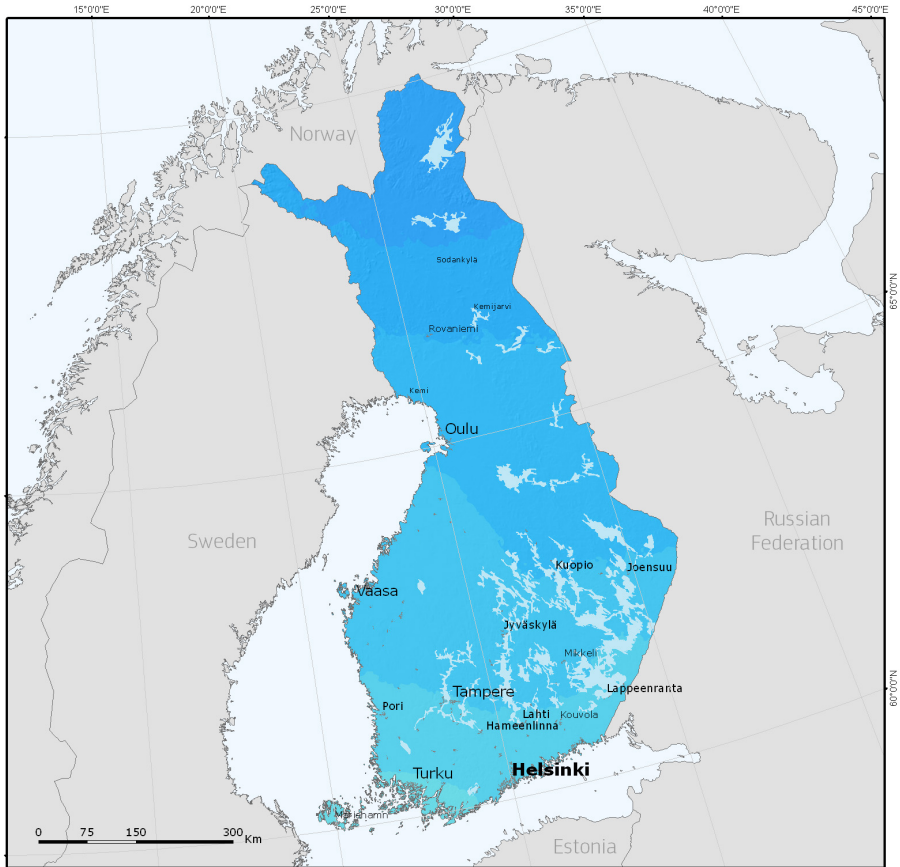 15°0'0"E
20°0'0"E
25°0'0"E
30°0'0"E
35°0'0"E
40°0'0"E
45°0'0"E
Norway
Sodankylä
65°0'0"N
Kemijarvi
Rovaniemi
Kemi
Oulu
Sweden
Russian
Federation
Kuopio
Joensuu
Vaasa
Jyväskylä
Mikkeli
Lappeenranta
60°0'0"N
Tampere
Pori
Lahti
Kouvola
Hameenlinna
Helsinki
Turku
Mariehamn
0 75 150 300 Km
Estonia